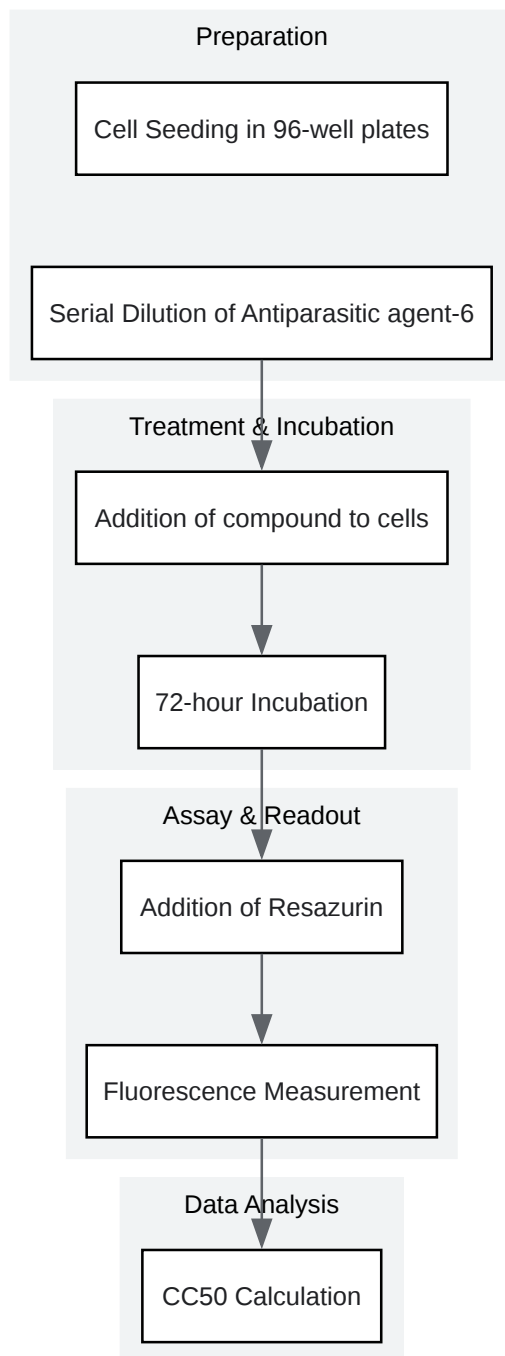 Preparation
Cell Seeding in 96-well plates
Serial Dilution of Antiparasitic agent-6
Treatment & Incubation
Addition of compound to cells
72-hour Incubation
Assay & Readout
Addition of Resazurin
Fluorescence Measurement
Data Analysis
CC50 Calculation